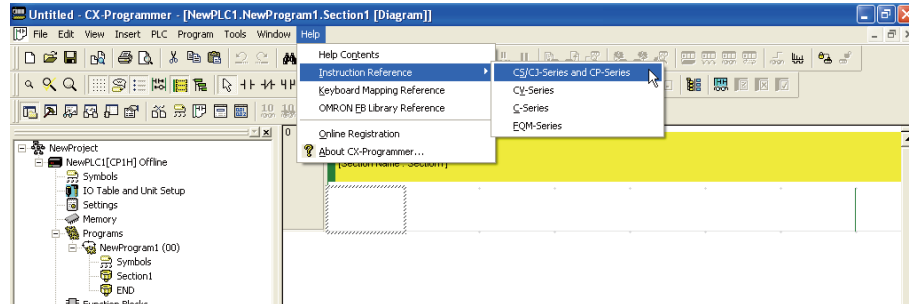 Untitled - CX-Programmer - [NewPLC1.NewProgram1.Section1 [Diagram]]
File Edit View Insert PLC Program Tools Window Help
Help Contents
Instruction Reference
CS/CJ-Series and CP-Series
Keyboard Mapping Reference
CV-Series
OMRON FB Library Reference
C-Series
Online Registration
FQM-Series
About CX-Programmer...
0
[Section Name : Section1]
NewProject
NewPLC1[CP1H] Offline
Symbols
IO Table and Unit Setup
Settings
Memory
Programs
NewProgram1 (00)
Symbols
Section1
END
Function Blocks